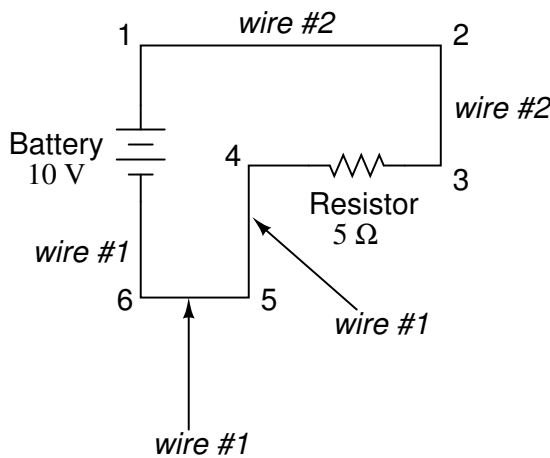 wire #2
1
2
wire #2
Battery
10 V
4
3
Resistor
5 Ω
wire #1
6
5
wire #1
wire #1